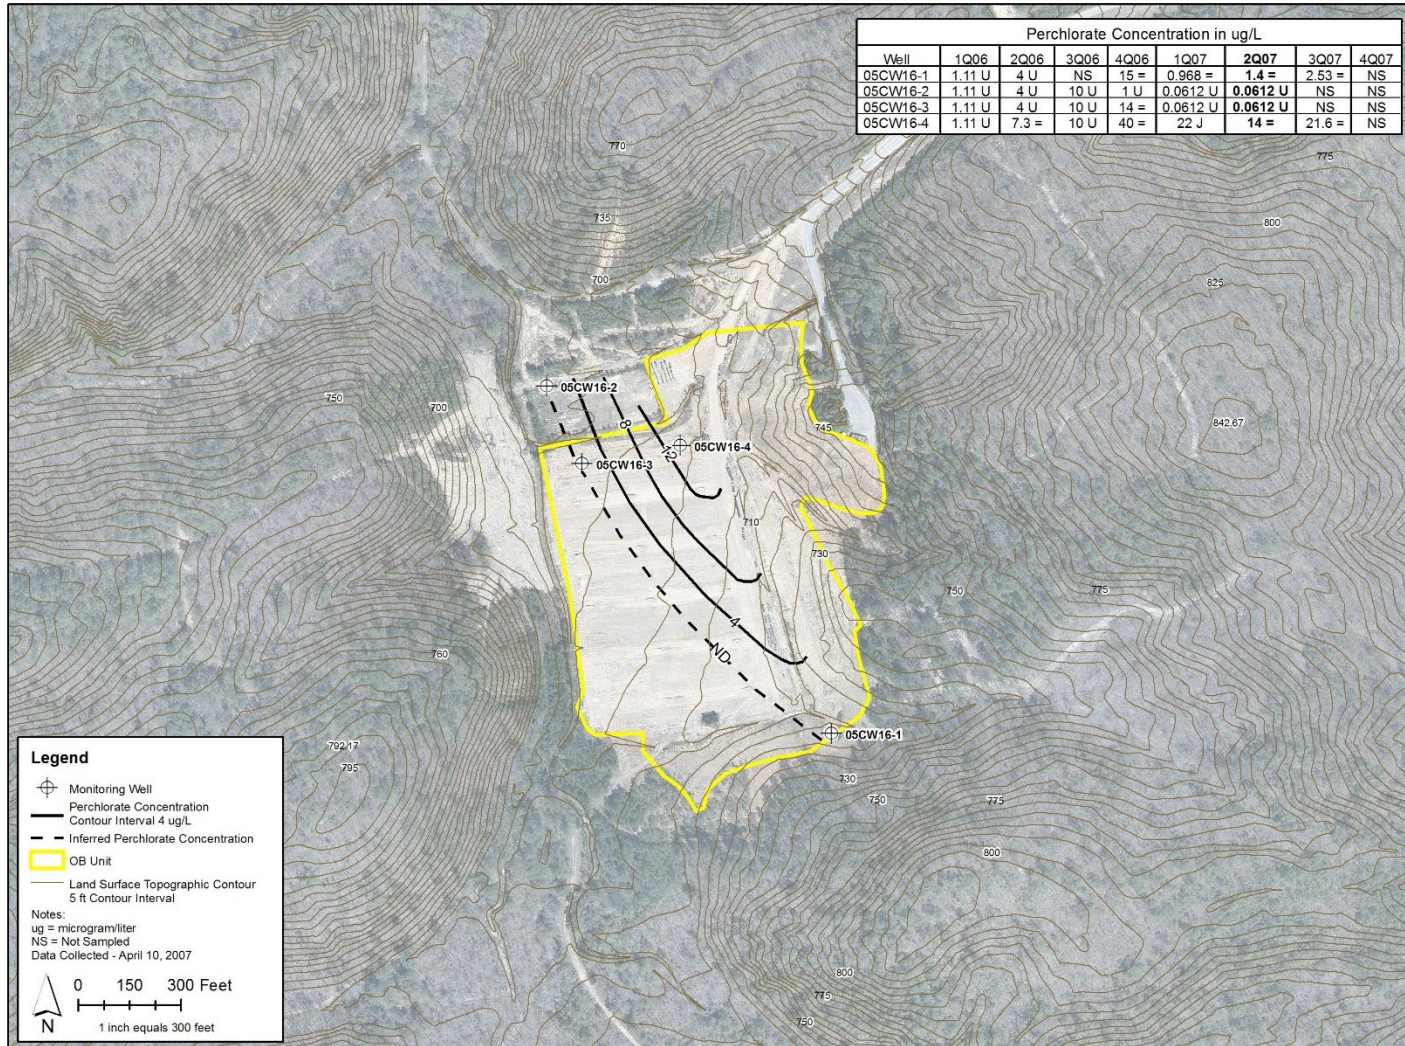 Perchlorate Concentration in ug/L
Well 1Q06 2Q06 3Q06 4Q06 1Q07 2Q07 3Q07 4Q07
05CW16-1 1.11 U 4 U NS 15 = 0.968 = 1.4 = 2.53 = NS
05CW16-2 1.11 U 4 U 10 U 1 U 0.0612 U 0.0612 U NS NS
05CW16-3 1.11 U 4 U 10 U 14 = 0.0612 U 0.0612 U NS NS
05CW16-4 1.11 U 7.3 = 10 U 40 = 22 J 14 = 21.6 = NS
770
775
735
800
700
825
750
700
05CW16-2
8
745
842.67
12
05CW16-4
05CW16-3
710
730
750
775
4
760
ND
05CW16-1
792.17
795
730
750
775
800
800
775
750
Legend
Monitoring Well
Perchlorate Concentration
Contour Interval 4 ug/L
Inferred Perchlorate Concentration
OB Unit
Land Surface Topographic Contour
5 ft Contour Interval
Notes:
ug = microgram/liter
NS = Not Sampled
Data Collected - April 10, 2007
0 150 300 Feet
N
1 inch equals 300 feet